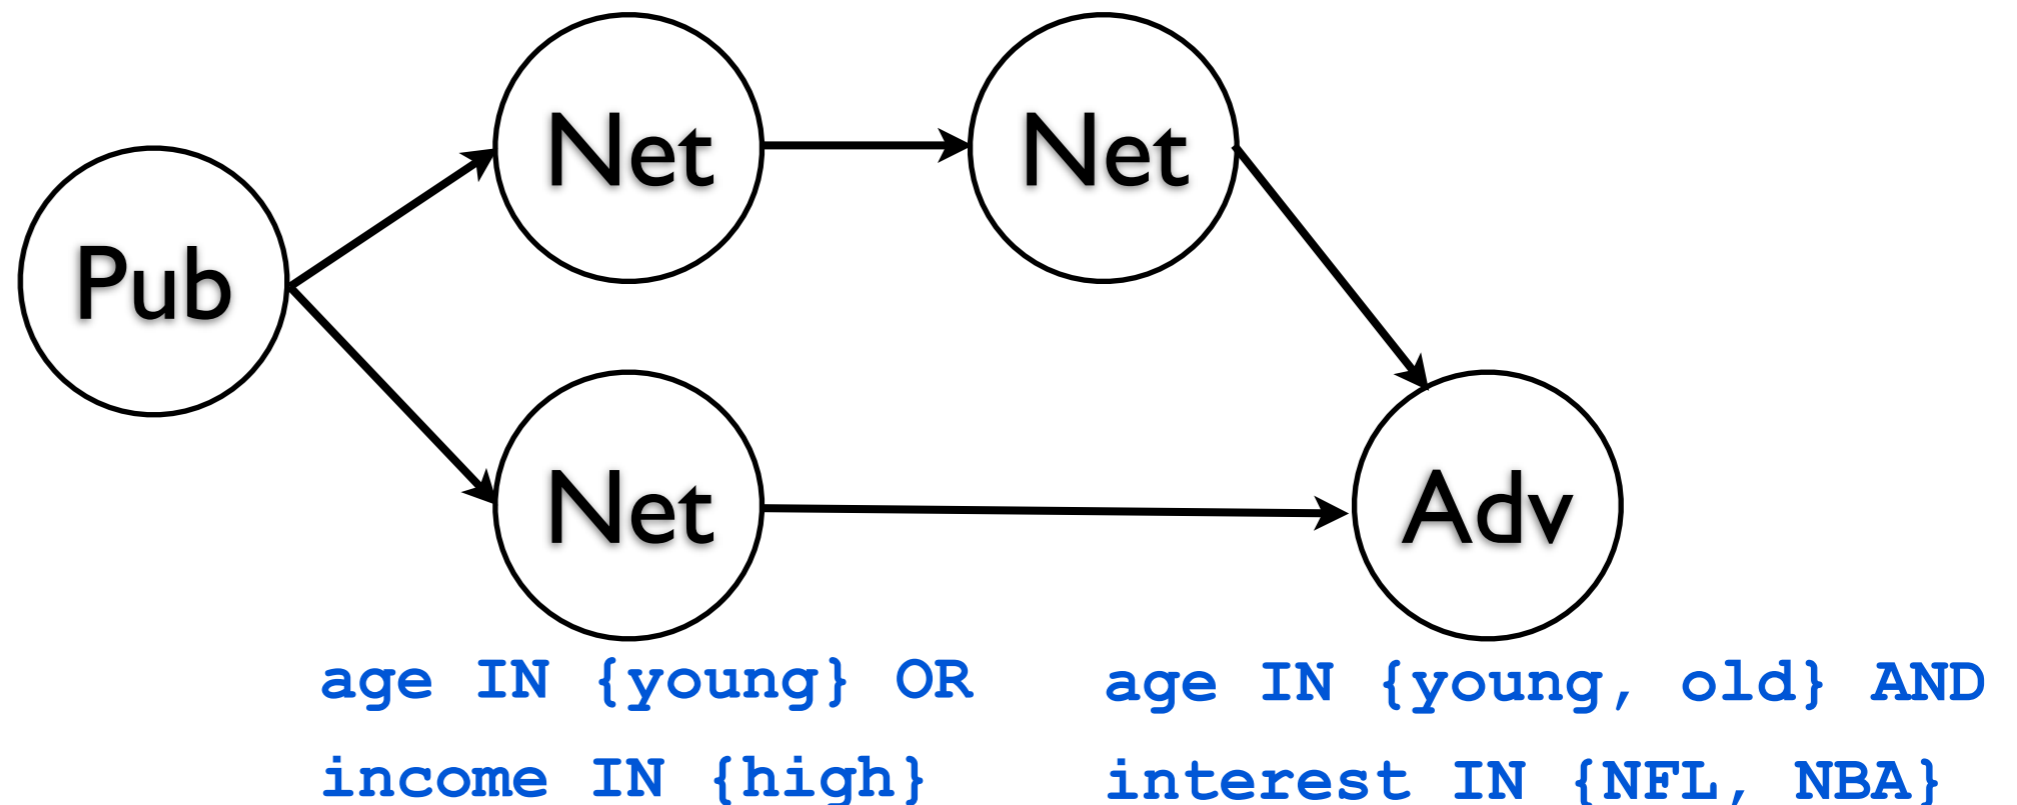 Net
Net
Pub
Net
Adv
age IN {young} OR
income IN {high}
age IN {young, old} AND
interest IN {NFL, NBA}